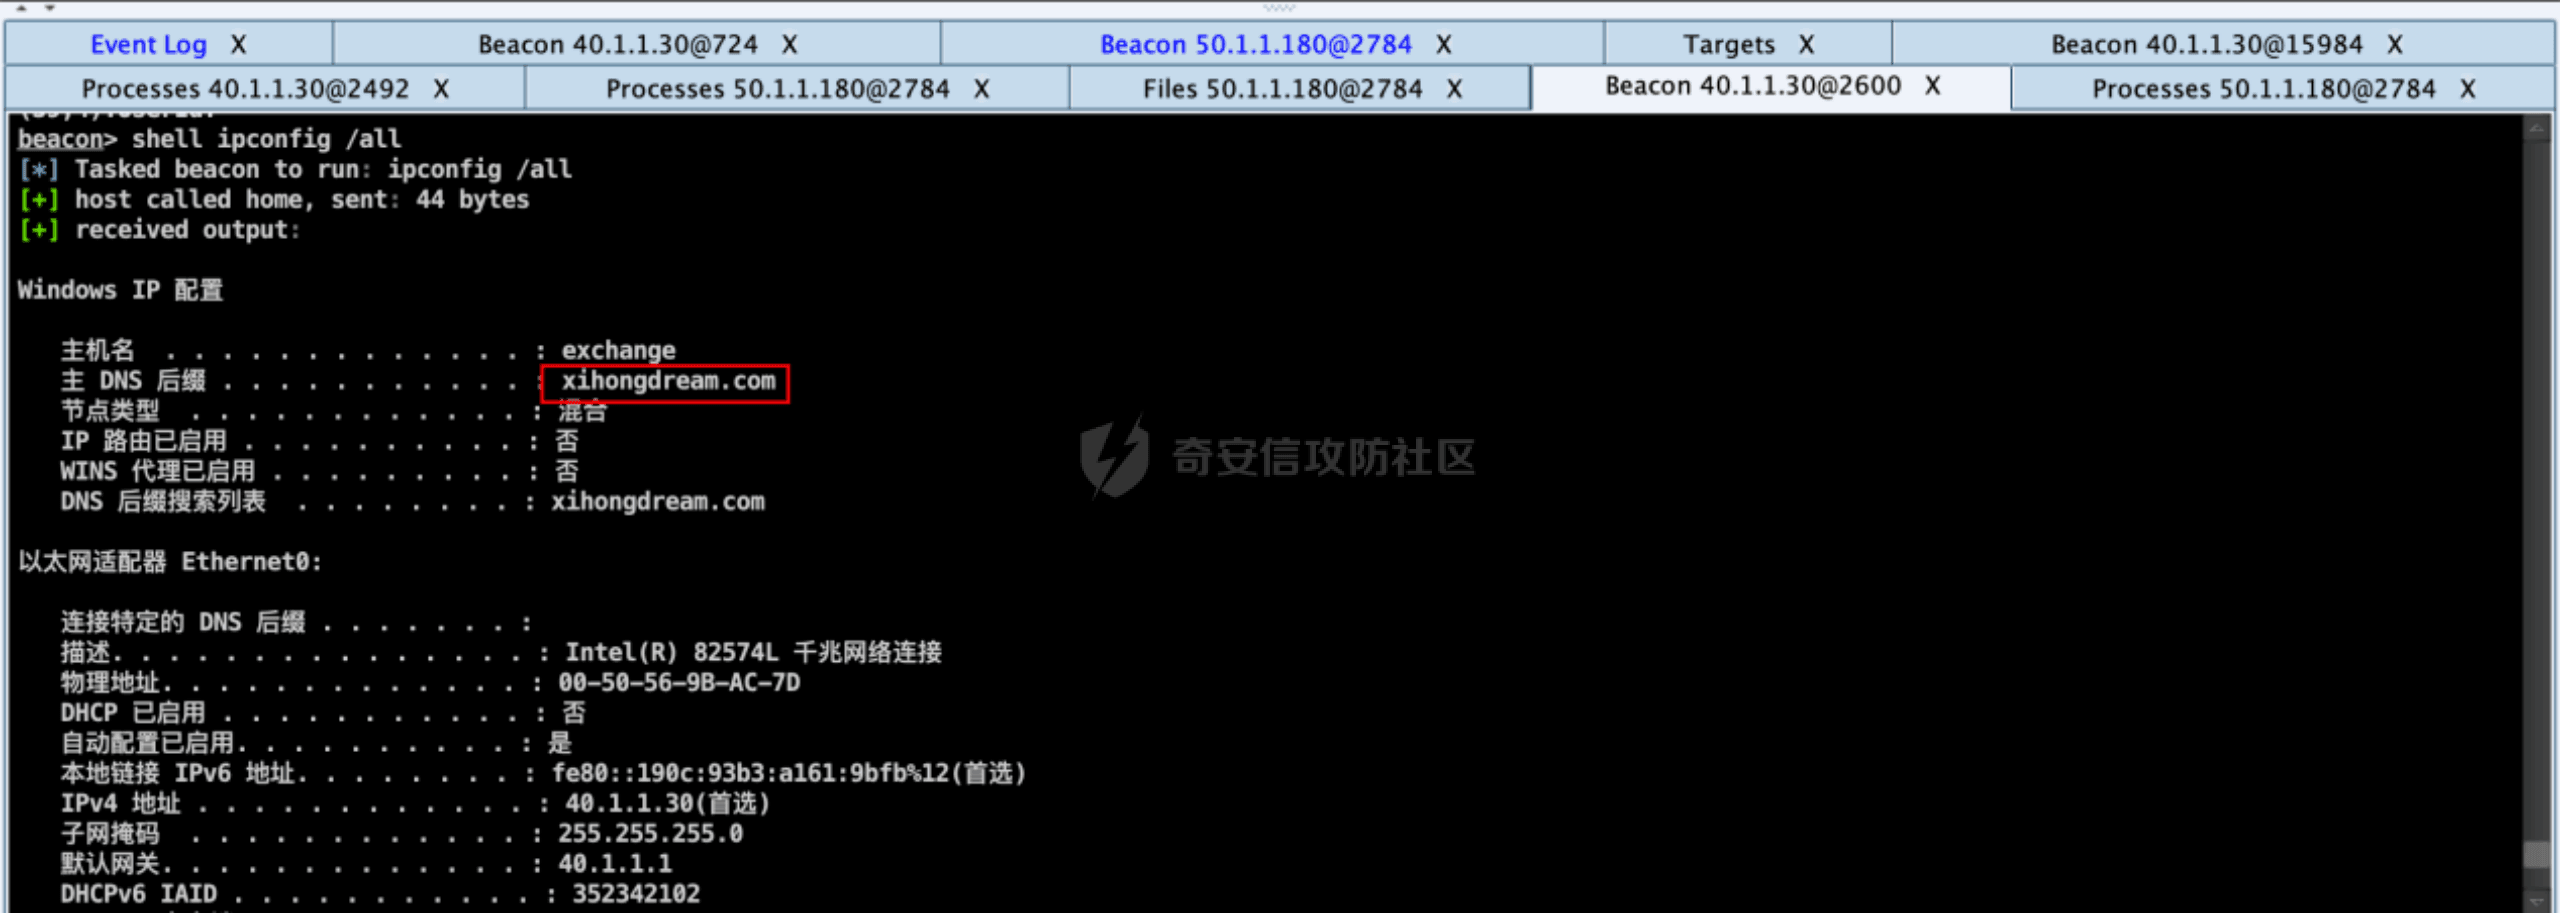 Event Log X Beacon 40.1.1.30@724 X Beacon 50.1.1.180@2784 X Targets X Beacon 40.1.1.30@15984 X
Processes 40.1.1.30@2492 X Processes 50.1.1.180@2784 X Files 50.1.1.180@2784 X Beacon 40.1.1.30@2600 X Processes 50.1.1.180@2784 X
beacon> shell ipconfig /all
[*] Tasked beacon to run: ipconfig /all
[+] host called home, sent: 44 bytes
[+] received output:
Windows IP 配置
主机名 . . . . . . . . . . . . . : exchange
主 DNS 后缀 . . . . . . . . . . . : xihongdream.com
节点类型 . . . . . . . . . . . . : 混合
IP 路由已启用 . . . . . . . . . . : 否
WINS 代理已启用 . . . . . . . . . : 否
DNS 后缀搜索列表 . . . . . . . . : xihongdream.com
奇安信攻防社区
以太网适配器 Ethernet0:
连接特定的 DNS 后缀 . . . . . . . :
描述. . . . . . . . . . . . . . . : Intel(R) 82574L 千兆网络连接
物理地址. . . . . . . . . . . . . : 00-50-56-9B-AC-7D
DHCP 已启用 . . . . . . . . . . . : 否
自动配置已启用. . . . . . . . . . : 是
本地链接 IPv6 地址. . . . . . . . : fe80::190c:93b3:a161:9bfb%12(首选)
IPv4 地址 . . . . . . . . . . . . : 40.1.1.30(首选)
子网掩码 . . . . . . . . . . . . : 255.255.255.0
默认网关. . . . . . . . . . . . . : 40.1.1.1
DHCPv6 IAID . . . . . . . . . . . : 352342102